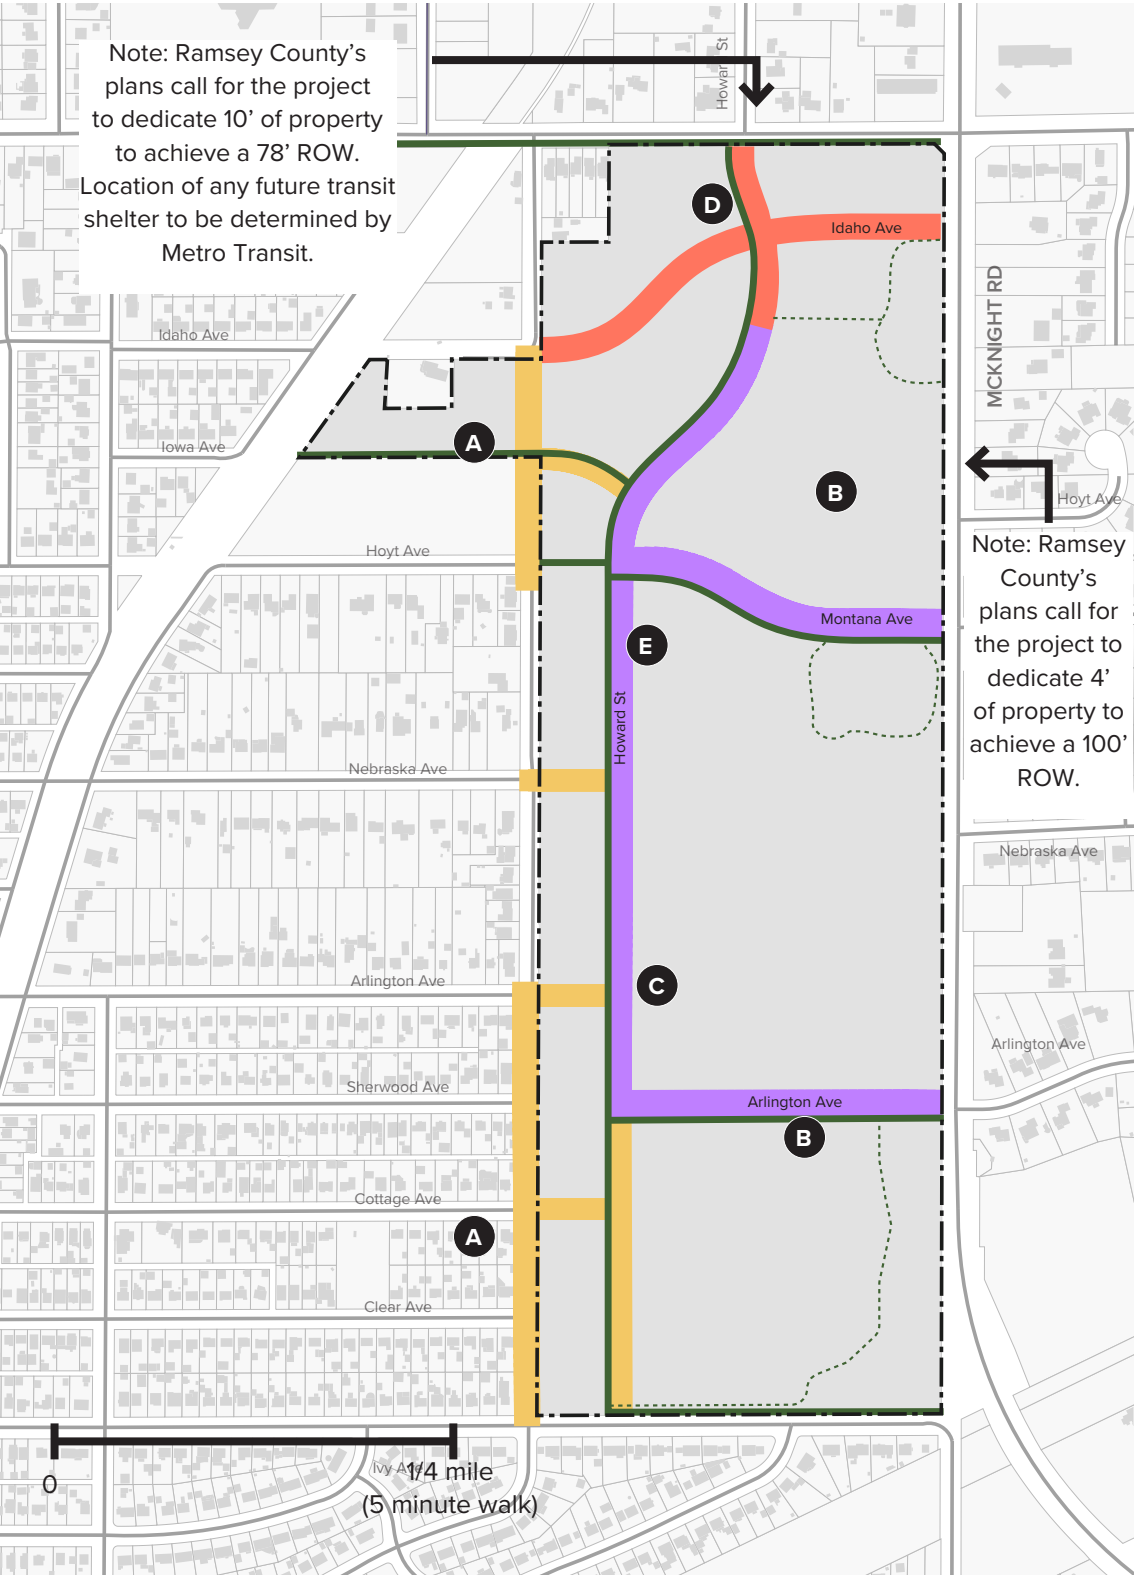 Note: Ramsey County’s
plans call for the project
to dedicate 10’ of property
to achieve a 78’ ROW.
Location of any future transit
shelter to be determined by
Metro Transit.
Howard St
D
Idaho Ave
MCKNIGHT RD
Idaho Ave
Iowa Ave
A
B
Hoyt Ave
Hoyt Ave
Note: Ramsey
County’s
plans call for
the project to
dedicate 4’
of property to
achieve a 100’
ROW.
Montana Ave
E
Howard St
Nebraska Ave
Nebraska Ave
Arlington Ave
C
Arlington Ave
Sherwood Ave
Arlington Ave
B
Cottage Ave
A
Clear Ave
0
Ivy Ave
1/4 mile
(5 minute walk)